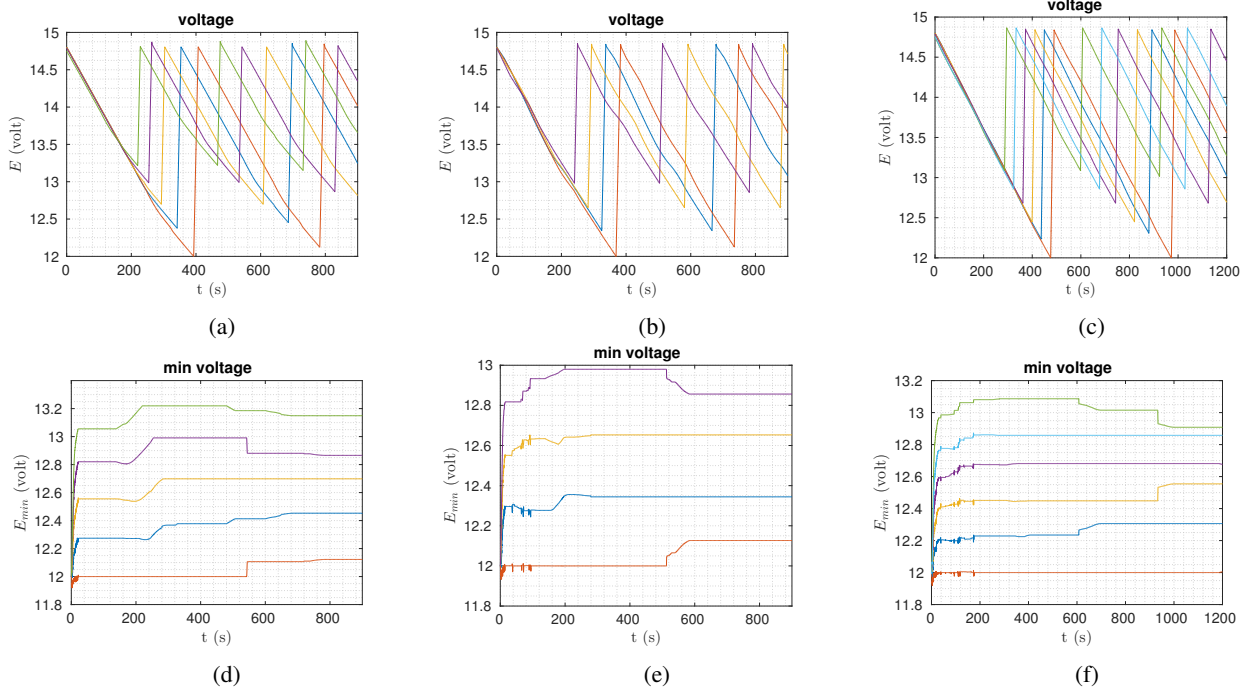 voltage
15
14.5
14
13.5
13
12.5
12
E (volt)
0 200 400 600 800
t (s)
(a)
voltage
15
14.5
14
13.5
13
12.5
12
E (volt)
0 200 400 600 800
t (s)
(b)
voltage
15
14.5
14
13.5
13
12.5
12
E (volt)
0 200 400 600 800 1000 1200
t (s)
(c)
min voltage
13.2
13
12.8
12.6
12.4
12.2
12
11.8
E_min (volt)
0 200 400 600 800
t (s)
(d)
min voltage
13
12.8
12.6
12.4
12.2
12
11.8
E_min (volt)
0 200 400 600 800
t (s)
(e)
min voltage
13.2
13
12.8
12.6
12.4
12.2
12
11.8
E_min (volt)
0 200 400 600 800 1000 1200
t (s)
(f)